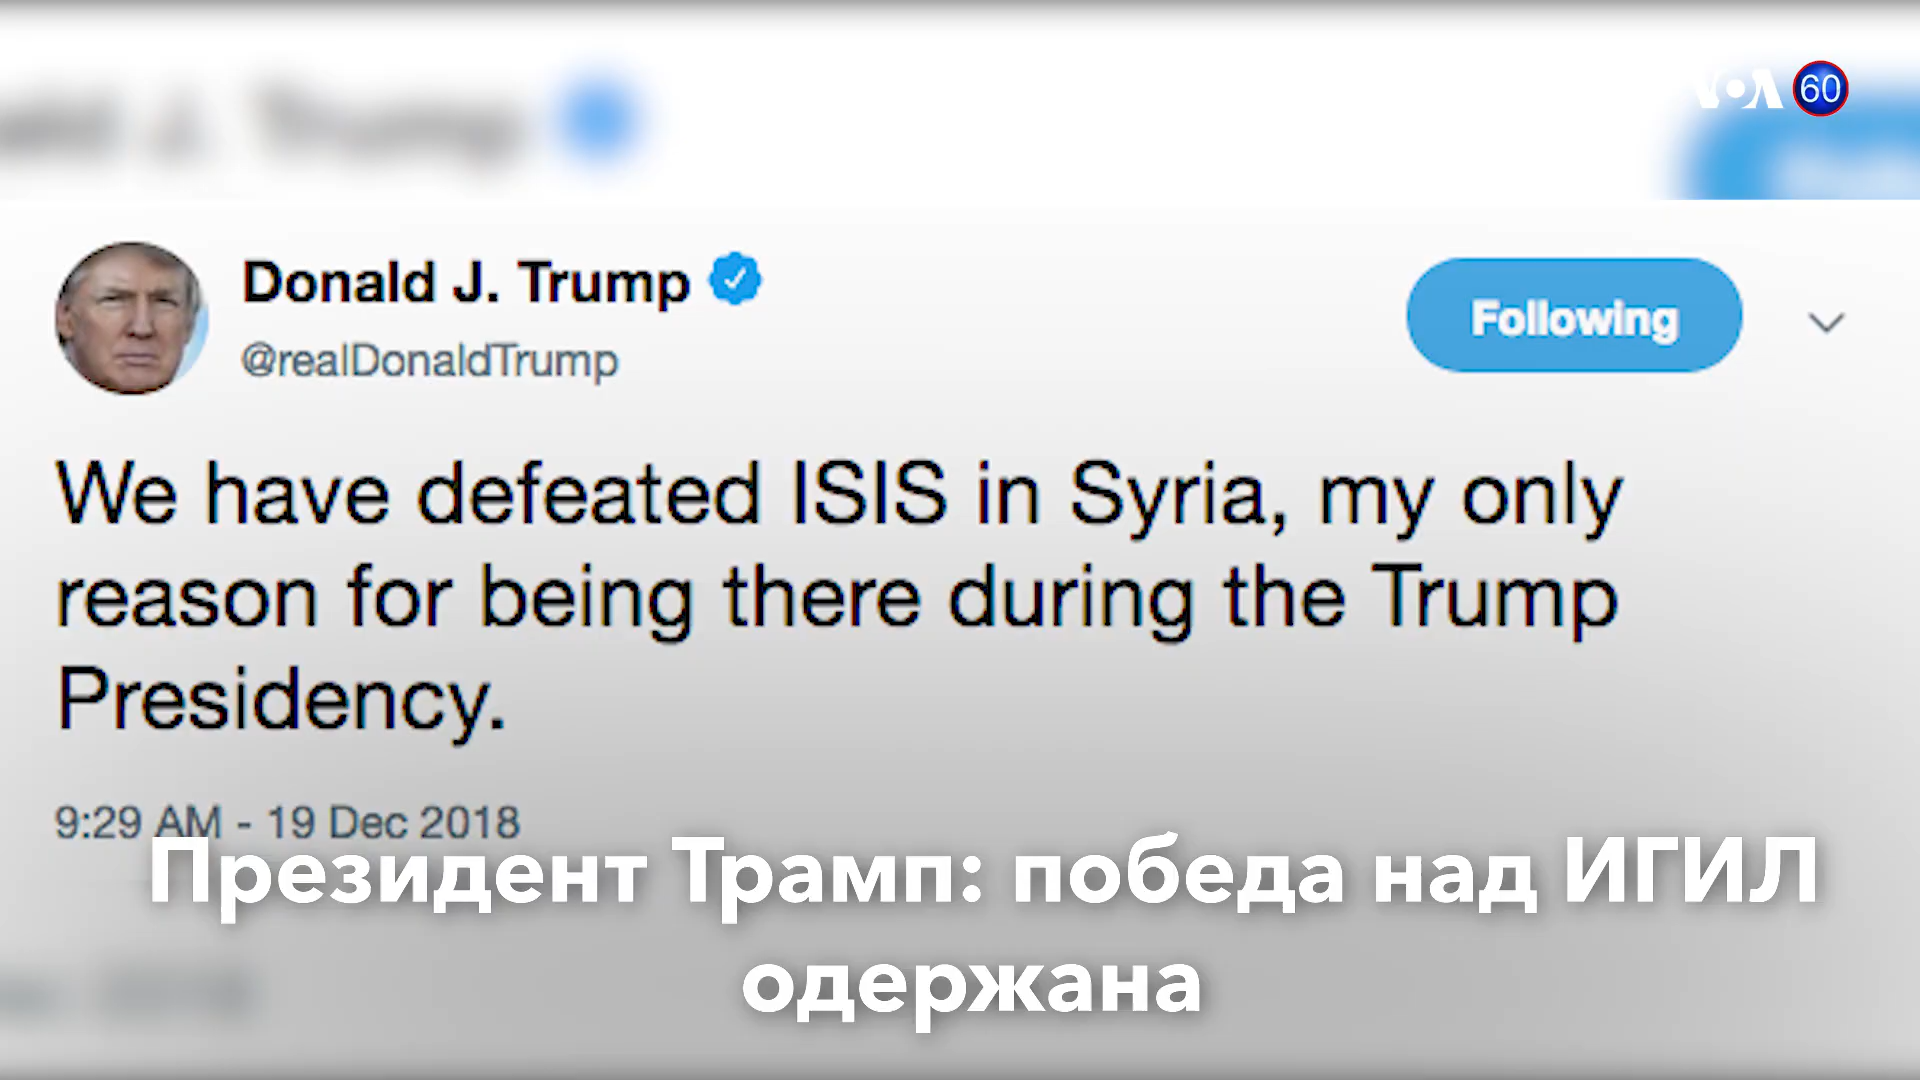 VOA 60
Donald J. Trump
@realDonaldTrump
Following
We have defeated ISIS in Syria, my only
reason for being there during the Trump
Presidency.
9:29 AM - 19 Dec 2018
Президент Трамп: победа над ИГИЛ
одержана